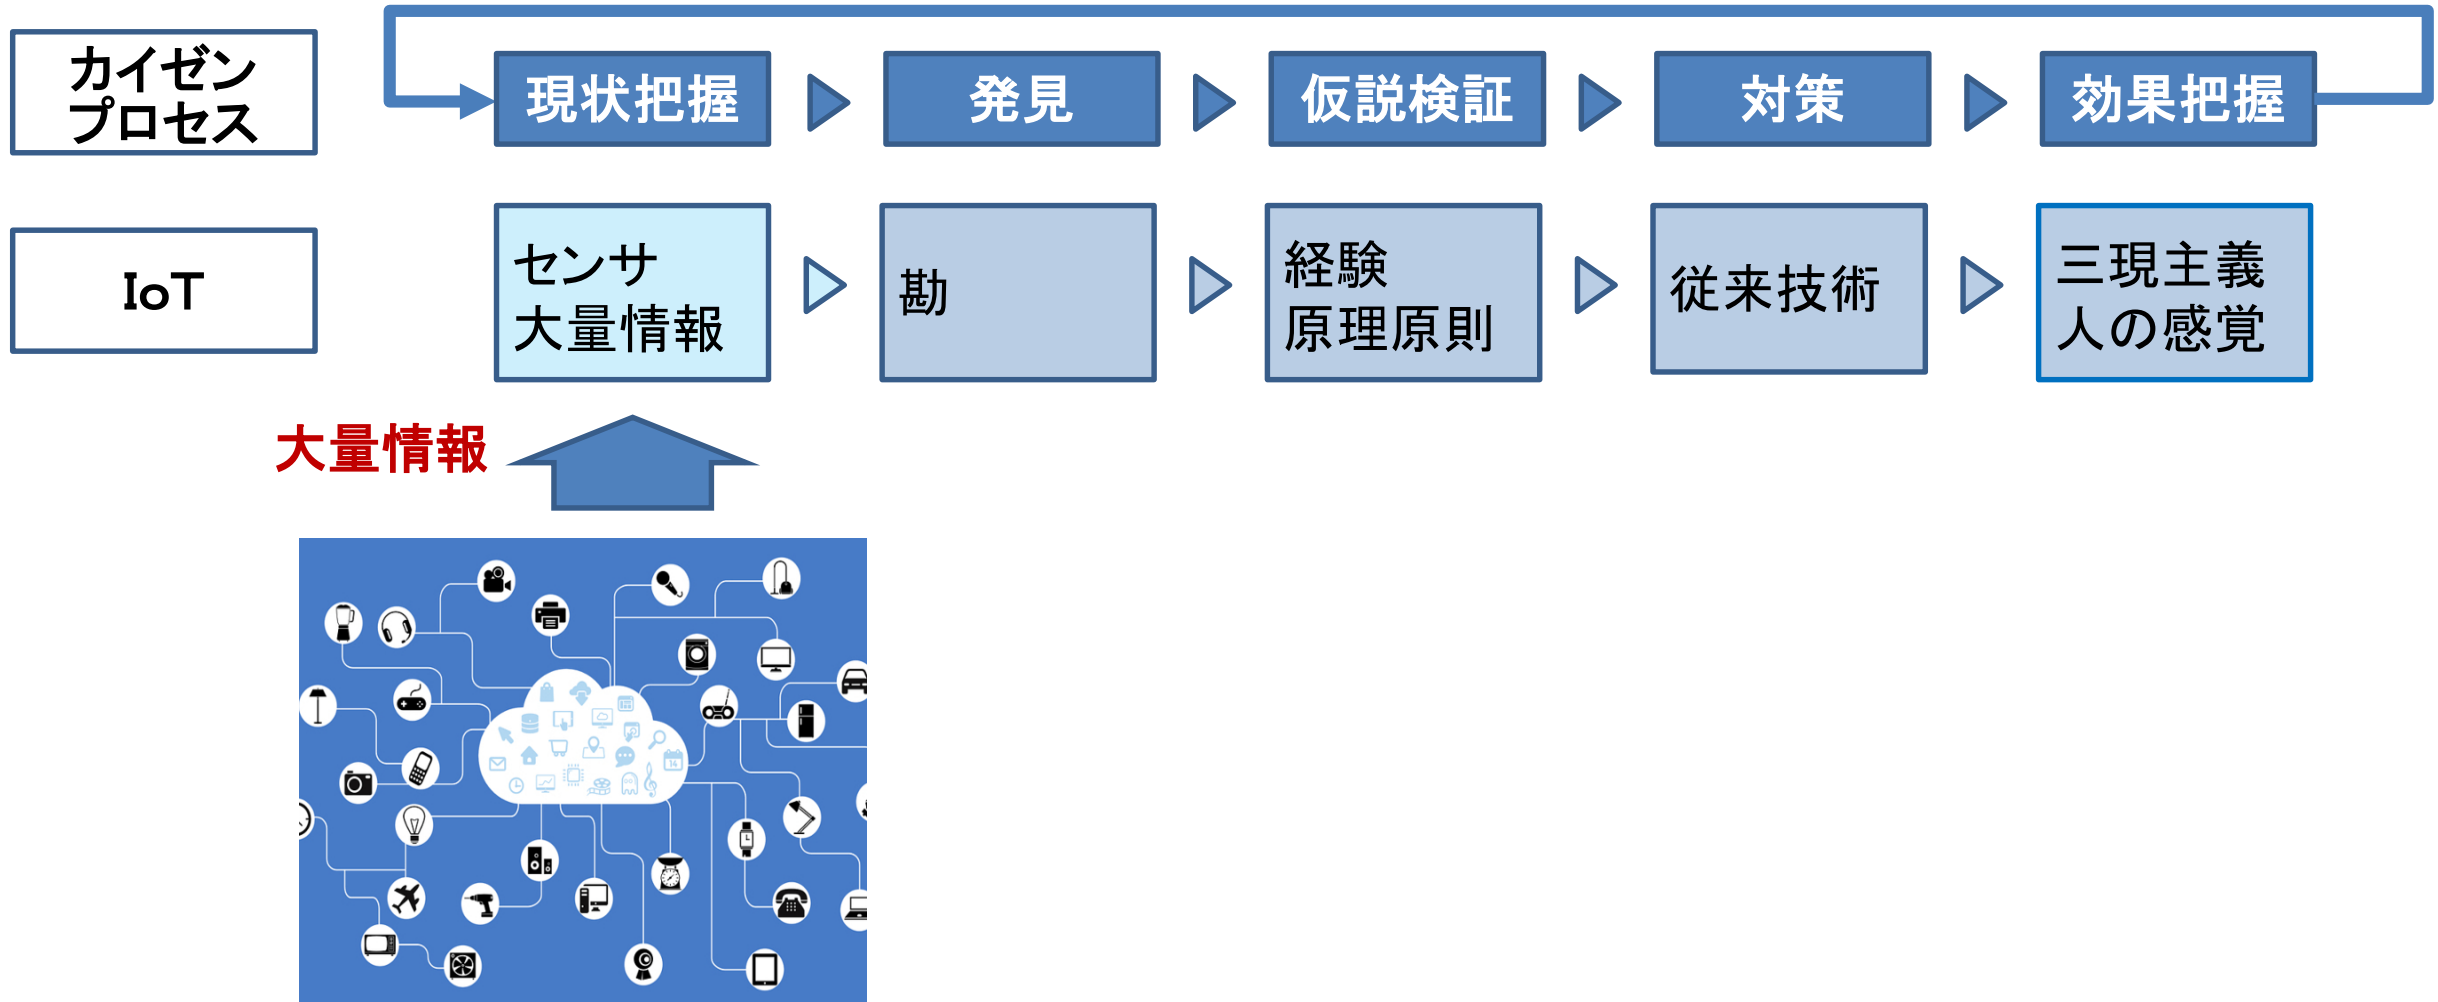 カイゼン
プロセス
現状把握
発見
仮説検証
対策
効果把握
IoT
センサ
大量情報
勘
経験
原理原則
従来技術
三現主義
人の感覚
大量情報
14